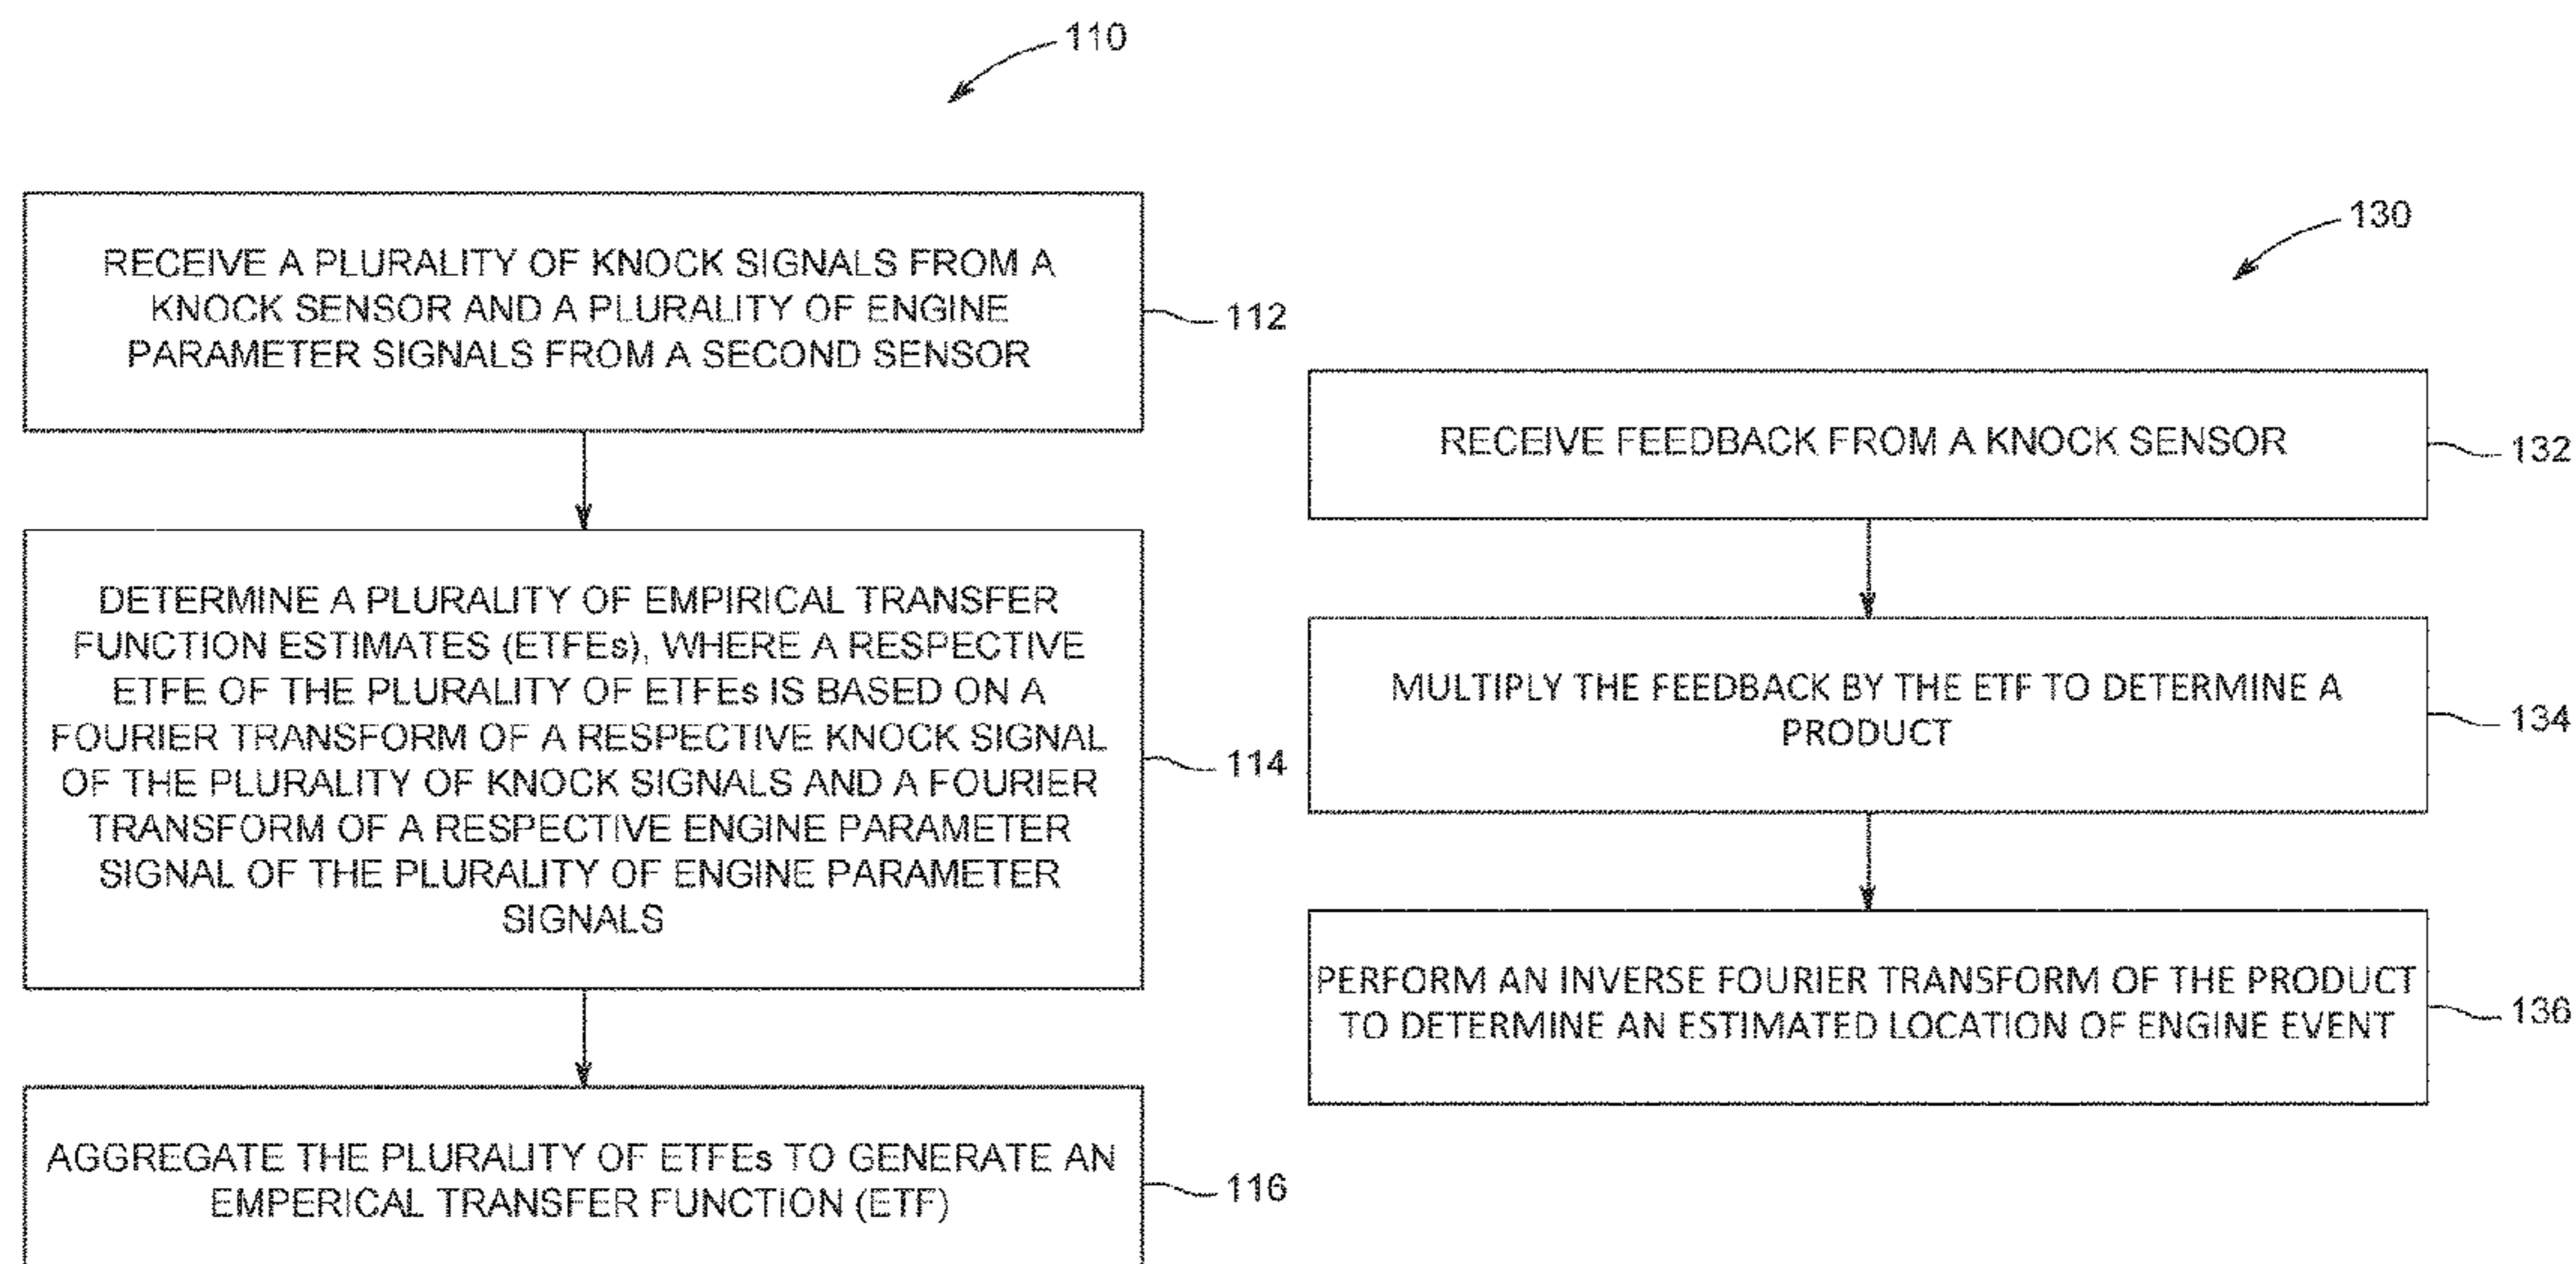 110
RECEIVE A PLURALITY OF KNOCK SIGNALS FROM A
KNOCK SENSOR AND A PLURALITY OF ENGINE
PARAMETER SIGNALS FROM A SECOND SENSOR
112
DETERMINE A PLURALITY OF EMPIRICAL TRANSFER
FUNCTION ESTIMATES (ETFEs), WHERE A RESPECTIVE
ETFE OF THE PLURALITY OF ETFEs IS BASED ON A
FOURIER TRANSFORM OF A RESPECTIVE KNOCK SIGNAL
OF THE PLURALITY OF KNOCK SIGNALS AND A FOURIER
TRANSFORM OF A RESPECTIVE ENGINE PARAMETER
SIGNAL OF THE PLURALITY OF ENGINE PARAMETER
SIGNALS
114
AGGREGATE THE PLURALITY OF ETFEs TO GENERATE AN
EMPERICAL TRANSFER FUNCTION (ETF)
116
130
RECEIVE FEEDBACK FROM A KNOCK SENSOR
132
MULTIPLY THE FEEDBACK BY THE ETF TO DETERMINE A
PRODUCT
134
PERFORM AN INVERSE FOURIER TRANSFORM OF THE PRODUCT
TO DETERMINE AN ESTIMATED LOCATION OF ENGINE EVENT
136